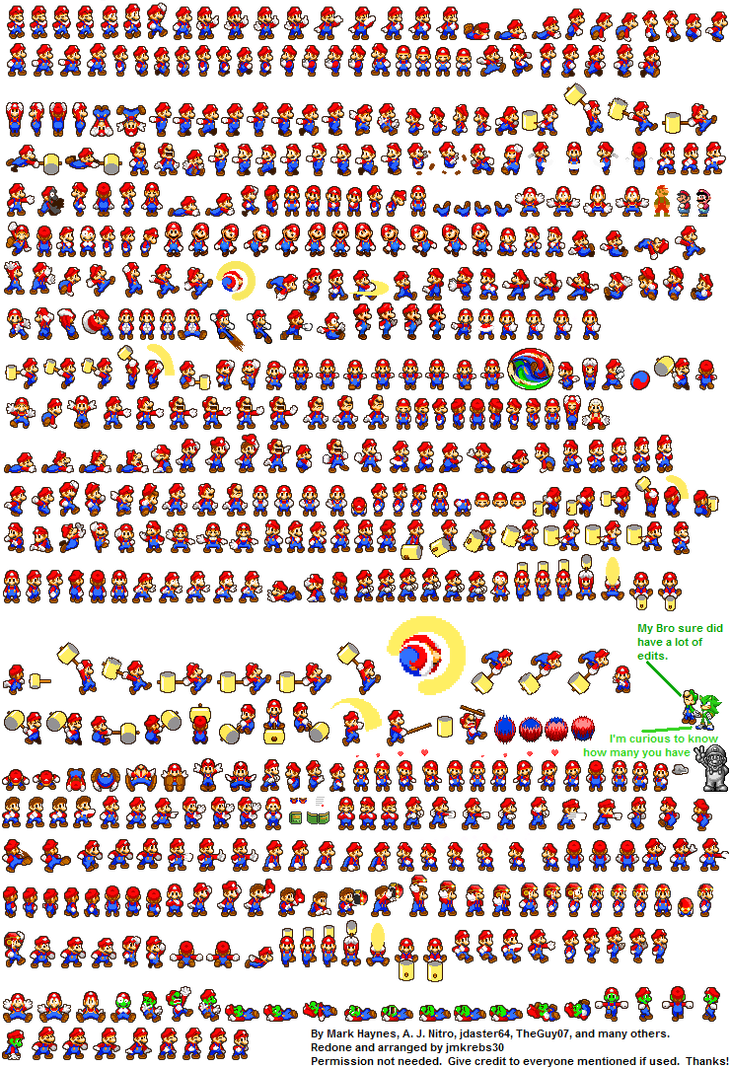 My Bro sure did
have a lot of
edits.
I'm curious to know
how many you have
By Mark Haynes, A. J. Nitro, jdaster64, TheGuy07, and many others.
Redone and arranged by jmkrebs30
Permission not needed.  Give credit to everyone mentioned if used.  Thanks!